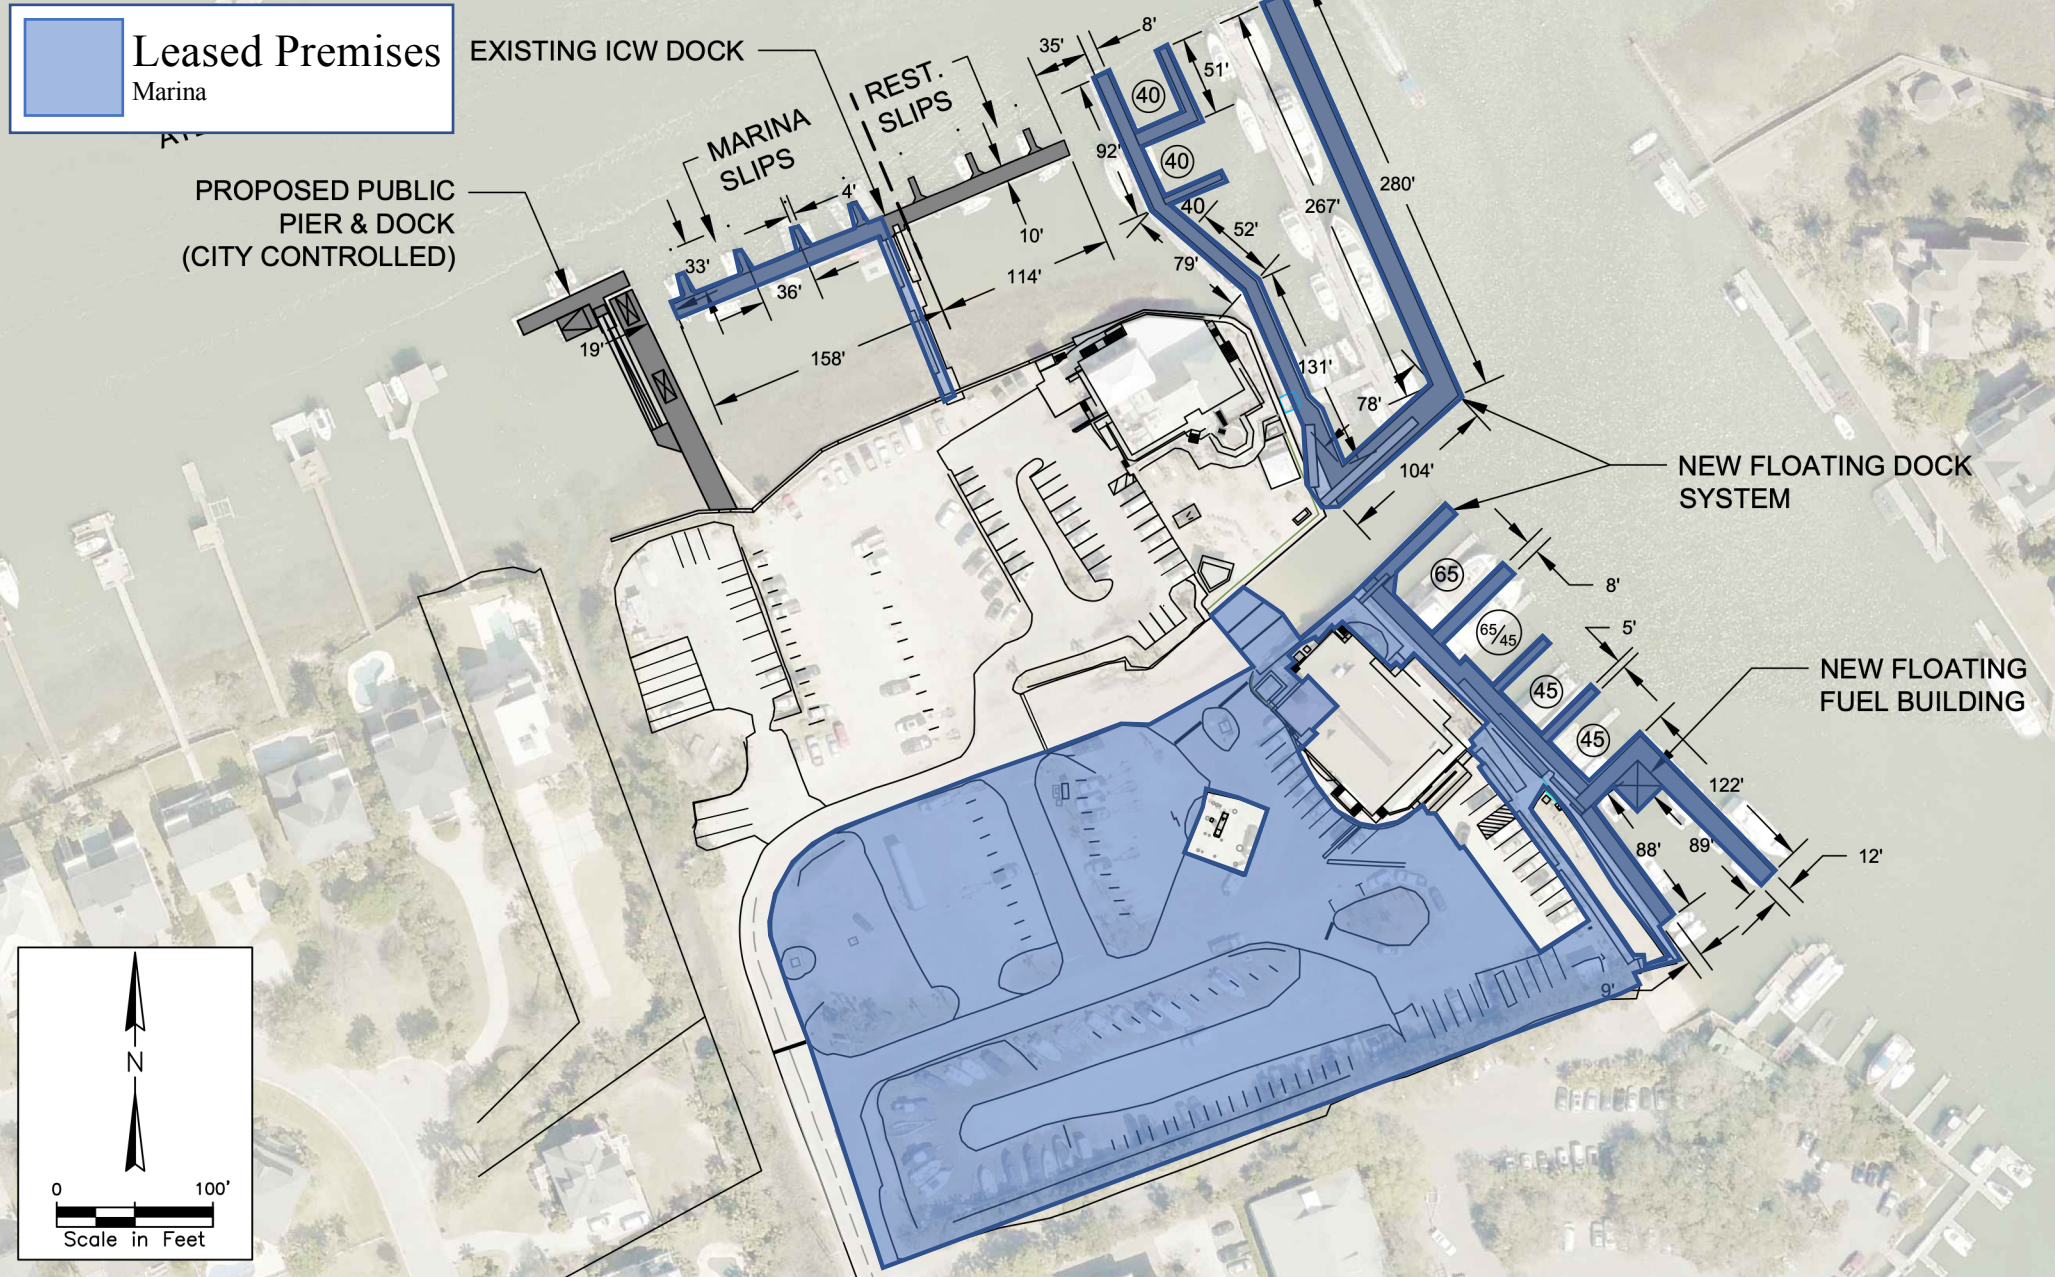 Leased Premises
Marina
EXISTING ICW DOCK
MARINA
SLIPS
REST.
SLIPS
PROPOSED PUBLIC
PIER & DOCK
(CITY CONTROLLED)
35'
8'
51'
40
40
40
92'
4'
33'
36'
10'
114'
19'
158'
79'
52'
267'
280'
131'
78'
104'
NEW FLOATING DOCK
SYSTEM
65
8'
65/45
5'
45
45
NEW FLOATING
FUEL BUILDING
122'
88'
89'
12'
9'
N
0 100'
Scale in Feet